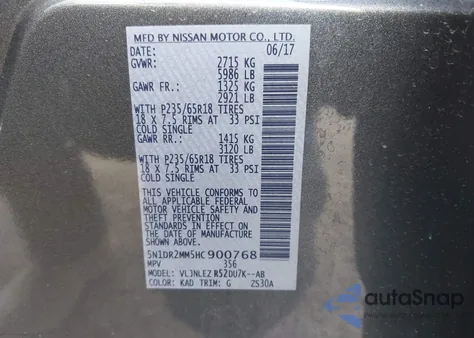 MFD BY NISSAN MOTOR CO., LTD.
DATE: 06/17
GVWR: 2715 KG
5986 LB
GAWR FR.: 1325 KG
2921 LB
WITH P235/65R18 TIRES
18 X 7.5 RIMS AT 33 PSI
COLD SINGLE
GAWR RR.: 1415 KG
3120 LB
WITH P235/65R18 TIRES
18 X 7.5 RIMS AT 33 PSI
COLD SINGLE
THIS VEHICLE CONFORMS TO
ALL APPLICABLE FEDERAL
MOTOR VEHICLE SAFETY
AND THEFT PREVENTION
STANDARDS IN EFFECT ON
THE DATE OF MANUFACTURE
SHOWN ABOVE.
5N1DR2MM5HC900768
MPV 356
MODEL: VLJNLEZ R52DU7K--AB
COLOR: KAD TRIM: G ZS30A
autoSnap